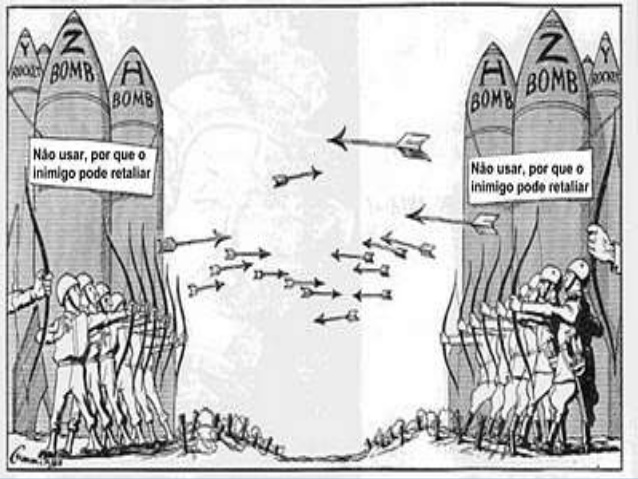 Y
ROCKET
Z
BOMB
H
BOMB
Não usar, por que o
inimigo pode retaliar
H
BOMB
Z
BOMB
Y
ROCKET
Não usar, por que o
inimigo pode retaliar